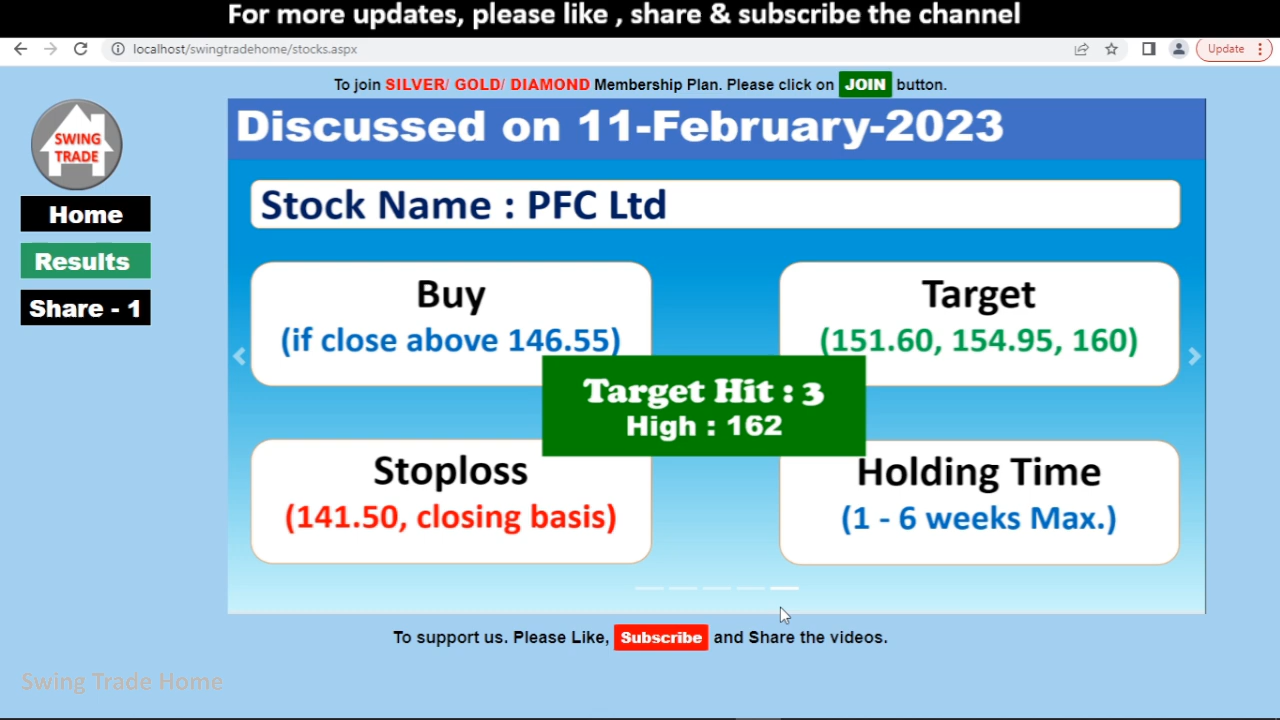 For more updates, please like , share & subscribe the channel
localhost/swingtradehome/stocks.aspx
Update
To join SILVER/ GOLD/ DIAMOND Membership Plan. Please click on JOIN button.
SWING
TRADE
Home
Results
Share - 1
Discussed on 11-February-2023
Stock Name : PFC Ltd
Buy
(if close above 146.55)
Target
(151.60, 154.95, 160)
Target Hit : 3
High : 162
Stoploss
(141.50, closing basis)
Holding Time
(1 - 6 weeks Max.)
To support us. Please Like, Subscribe and Share the videos.
Swing Trade Home